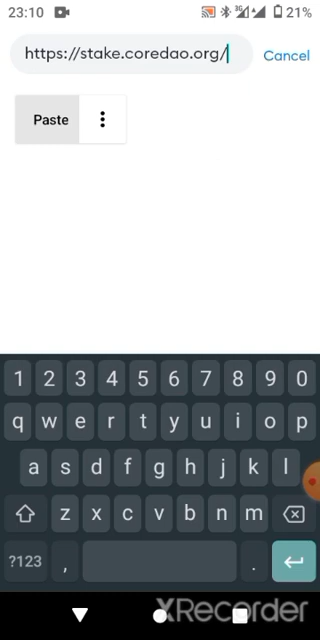 23:10 3G 21%
https://stake.coredao.org/ Cancel
Paste
1 2 3 4 5 6 7 8 9 0
q w e r t y u i o p
a s d f g h j k l
z x c v b n m
?123 , .
XRecorder